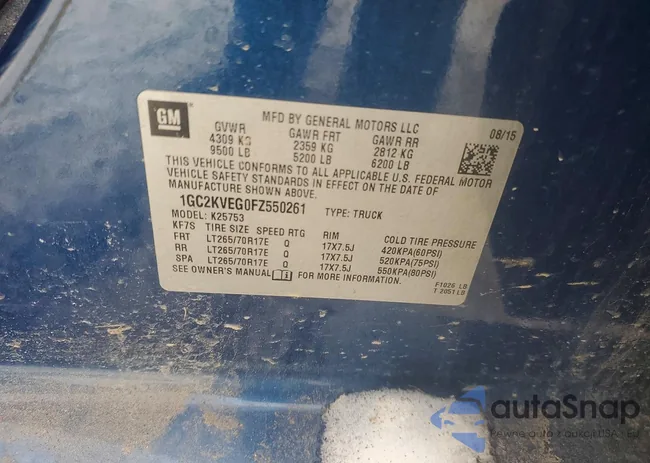 GM
MFD BY GENERAL MOTORS LLC 08/15
GVWR GAWR FRT GAWR RR
4309 KG 2359 KG 2812 KG
9500 LB 5200 LB 6200 LB
THIS VEHICLE CONFORMS TO ALL APPLICABLE U.S. FEDERAL MOTOR
VEHICLE SAFETY STANDARDS IN EFFECT ON THE DATE OF
MANUFACTURE SHOWN ABOVE.
1GC2KVEG0FZ550261 TYPE: TRUCK
MODEL: K25753
KF7S TIRE SIZE SPEED RTG RIM COLD TIRE PRESSURE
FRT LT265/70R17E Q 17X7.5J 420KPA(60PSI)
RR LT265/70R17E Q 17X7.5J 520KPA(75PSI)
SPA LT265/70R17E Q 17X7.5J 550KPA(80PSI)
SEE OWNER'S MANUAL FOR MORE INFORMATION.
F1026 LB
T 2051 LB
autoSnap